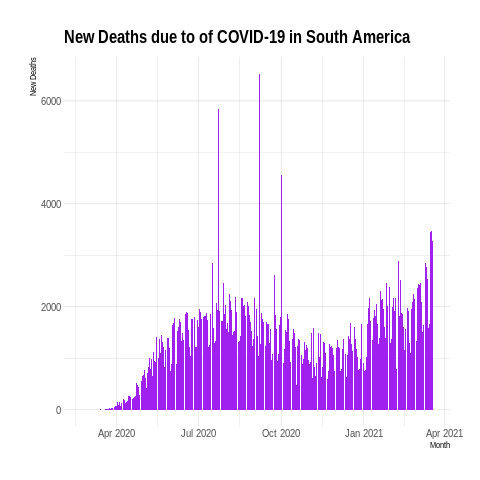 New Deaths due to of COVID-19 in South America
New Deaths
6000
4000
2000
0
Apr 2020 Jul 2020 Oct 2020 Jan 2021 Apr 2021
Month